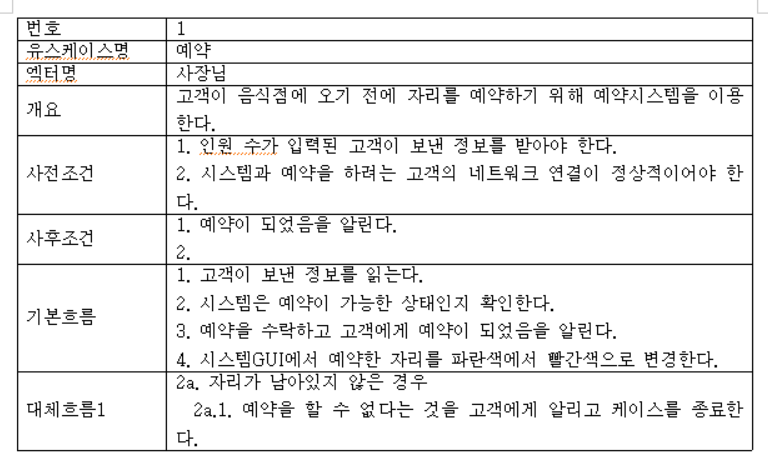 번호 1
유스케이스명 예약
엑터명 사장님
개요 고객이 음식점에 오기 전에 자리를 예약하기 위해 예약시스템을 이용
한다.
사전조건 1. 인원 수가 입력된 고객이 보낸 정보를 받아야 한다.
2. 시스템과 예약을 하려는 고객의 네트워크 연결이 정상적이어야 한
다.
사후조건 1. 예약이 되었음을 알린다.
2.
기본흐름 1. 고객이 보낸 정보를 읽는다.
2. 시스템은 예약이 가능한 상태인지 확인한다.
3. 예약을 수락하고 고객에게 예약이 되었음을 알린다.
4. 시스템GUI에서 예약한 자리를 파란색에서 빨간색으로 변경한다.
대체흐름1 2a. 자리가 남아있지 않은 경우
2a.1. 예약을 할 수 없다는 것을 고객에게 알리고 케이스를 종료한
다.